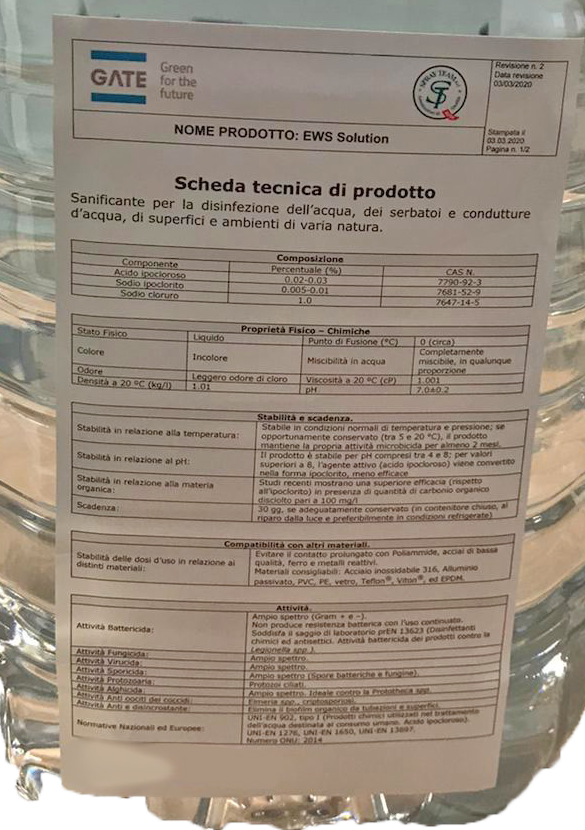 GATE
Green
for the
future
SPRAY TEAM
Revisione n. 2
Data revisione
03/03/2020
NOME PRODOTTO: EWS Solution
Stampata il
03.03.2020
Pagina n. 1/2
Scheda tecnica di prodotto
Sanificante per la disinfezione dell'acqua, dei serbatoi e condutture
d'acqua, di superfici e ambienti di varia natura.
Composizione
Componente Percentuale (%) CAS N.
Acido ipocloroso 0.02-0.03 7790-92-3
Sodio ipoclorito 0.005-0.01 7681-52-9
Sodio cloruro 1.0 7647-14-5
Proprietà Fisico – Chimiche
Stato Fisico Liquido Punto di Fusione (°C) 0 (circa)
Colore Incolore Miscibilità in acqua Completamente
miscibile, in qualunque
proporzione
Odore Leggero odore di cloro Viscosità a 20 ºC (cP) 1.001
Densità a 20 ºC (kg/l) 1.01 pH 7.0±0.2
Stabilità e scadenza.
Stabilità in relazione alla temperatura: Stabile in condizioni normali di temperatura e pressione; se
opportunamente conservato (tra 5 e 20 °C), il prodotto
mantiene la propria attività microbicida per almeno 2 mesi.
Stabilità in relazione al pH: Il prodotto è stabile per pH compresi tra 4 e 8; per valori
superiori a 8, l'agente attivo (acido ipocloroso) viene convertito
nella forma ipoclorito, meno efficace
Stabilità in relazione alla materia
organica: Studi recenti mostrano una superiore efficacia (rispetto
all'ipoclorito) in presenza di quantità di carbonio organico
disciolto pari a 100 mg/l
Scadenza: 30 gg, se adeguatamente conservato (in contenitore chiuso, al
riparo dalla luce e preferibilmente in condizioni refrigerate)
Compatibilità con altri materiali.
Stabilità delle dosi d'uso in relazione ai
distinti materiali: Evitare il contatto prolungato con Poliammide, acciai di bassa
qualità, ferro e metalli reattivi.
Materiali consigliabili: Acciaio inossidabile 316, Alluminio
passivato, PVC, PE, vetro, Teflon®, Viton®, ed EPDM.
Attività.
Attività Battericida: Ampio spettro (Gram + e –).
Non produce resistenza batterica con l'uso continuato.
Soddisfa il saggio di laboratorio prEN 13623 (Disinfettanti
chimici ed antisettici. Attività battericida dei prodotti contro la
Legionella spp.).
Attività Fungicida: Ampio spettro.
Attività Virucida: Ampio spettro.
Attività Sporicida: Ampio spettro (Spore batteriche e fungine).
Attività Protozoaria: Protozoi ciliati.
Attività Alghicida: Ampio spettro. Ideale contro la Prototheca spp.
Attività Anti oociti dei coccidi: Eimeria spp., criptosporiosi.
Attività Anti e disincrostante: Elimina il biofilm organico da tubazioni e superfici.
Normative Nazionali ed Europee: UNI-EN 902, tipo I (Prodotti chimici utilizzati nel trattamento
dell'acqua destinata al consumo umano. Acido ipocloroso).
UNI-EN 1276, UNI-EN 1650, UNI-EN 13697.
Numero ONU: 2014